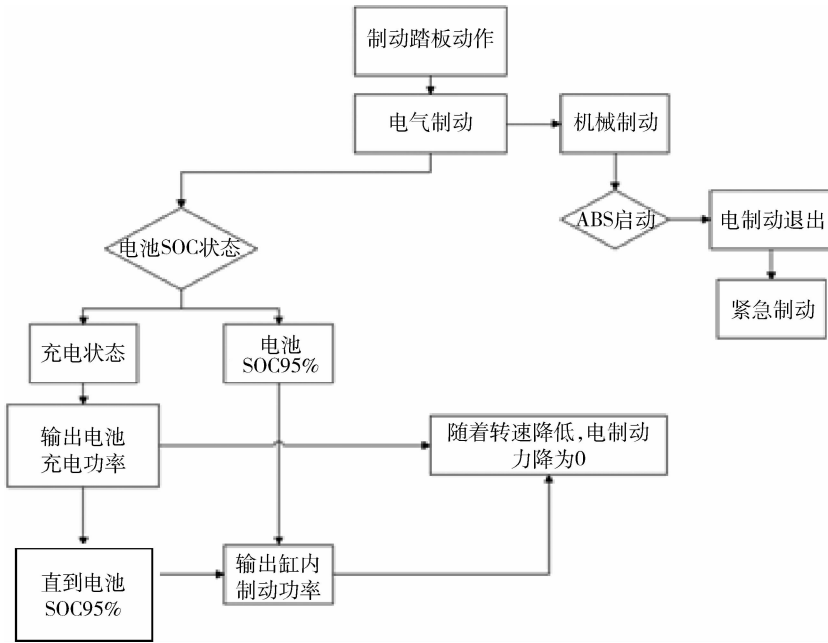 制动踏板动作
电气制动
机械制动
ABS启动
电制动退出
紧急制动
电池SOC状态
充电状态
电池
SOC95%
输出电池
充电功率
随着转速降低,电制动
力降为0
直到电池
SOC95%
输出缸内
制动功率